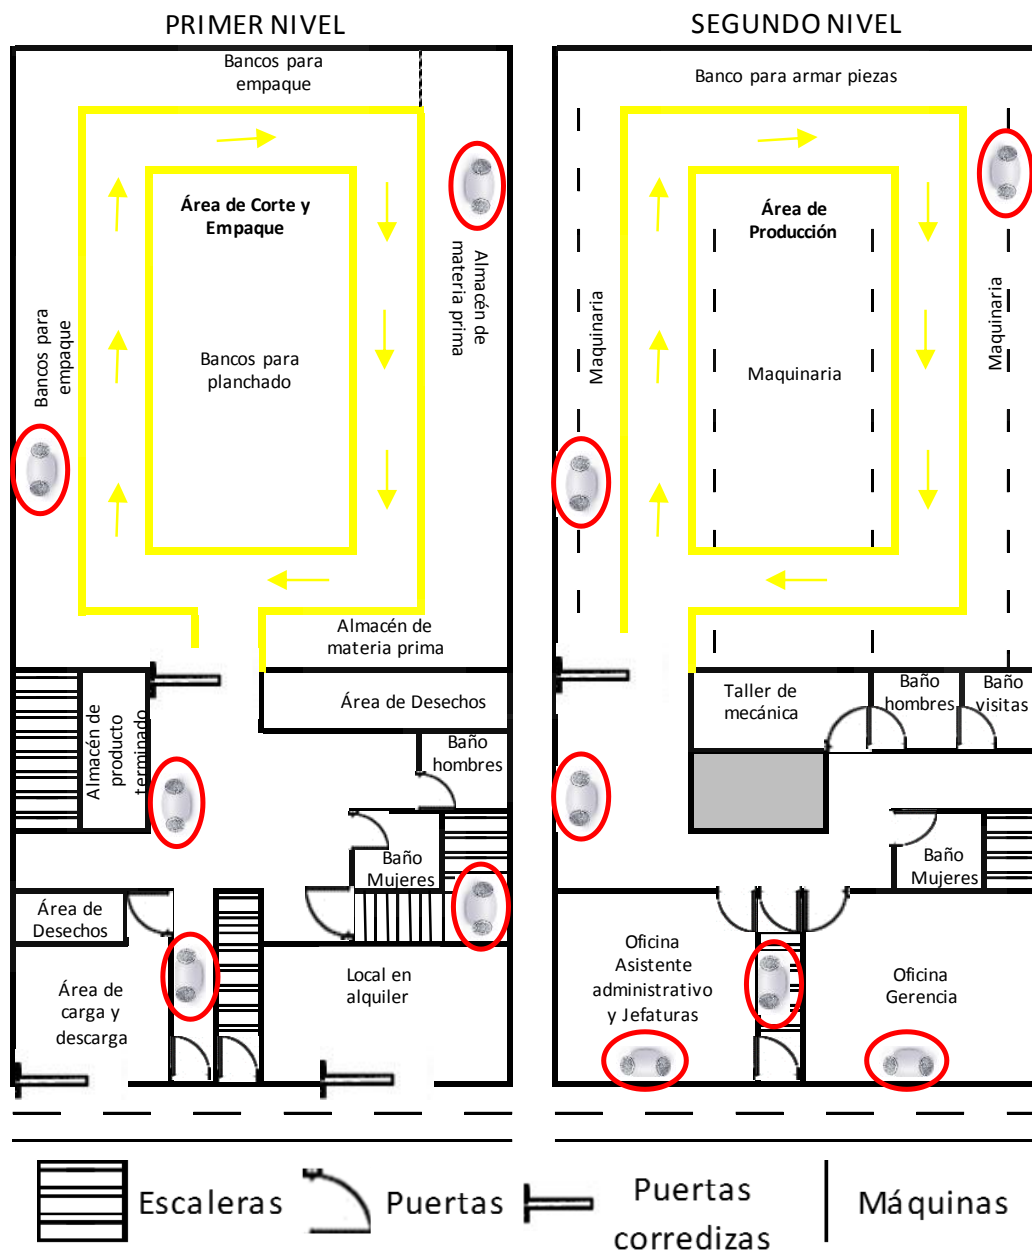 PRIMER NIVEL
Bancos para
empaque
Área de Corte y
Empaque
Almacén de
materia prima
Bancos para
empaque
Bancos para
planchado
Almacén de
materia prima
Almacén de
producto
terminado
Área de Desechos
Baño
hombres
Baño
Mujeres
Área de
Desechos
Área de
carga y
descarga
Local en
alquiler
SEGUNDO NIVEL
Banco para armar piezas
Área de
Producción
Maquinaria
Maquinaria
Maquinaria
Taller de
mecánica
Baño
hombres
Baño
visitas
Baño
Mujeres
Oficina
Asistente
administrativo
y Jefaturas
Oficina
Gerencia
Escaleras
Puertas
Puertas
corredizas
Máquinas